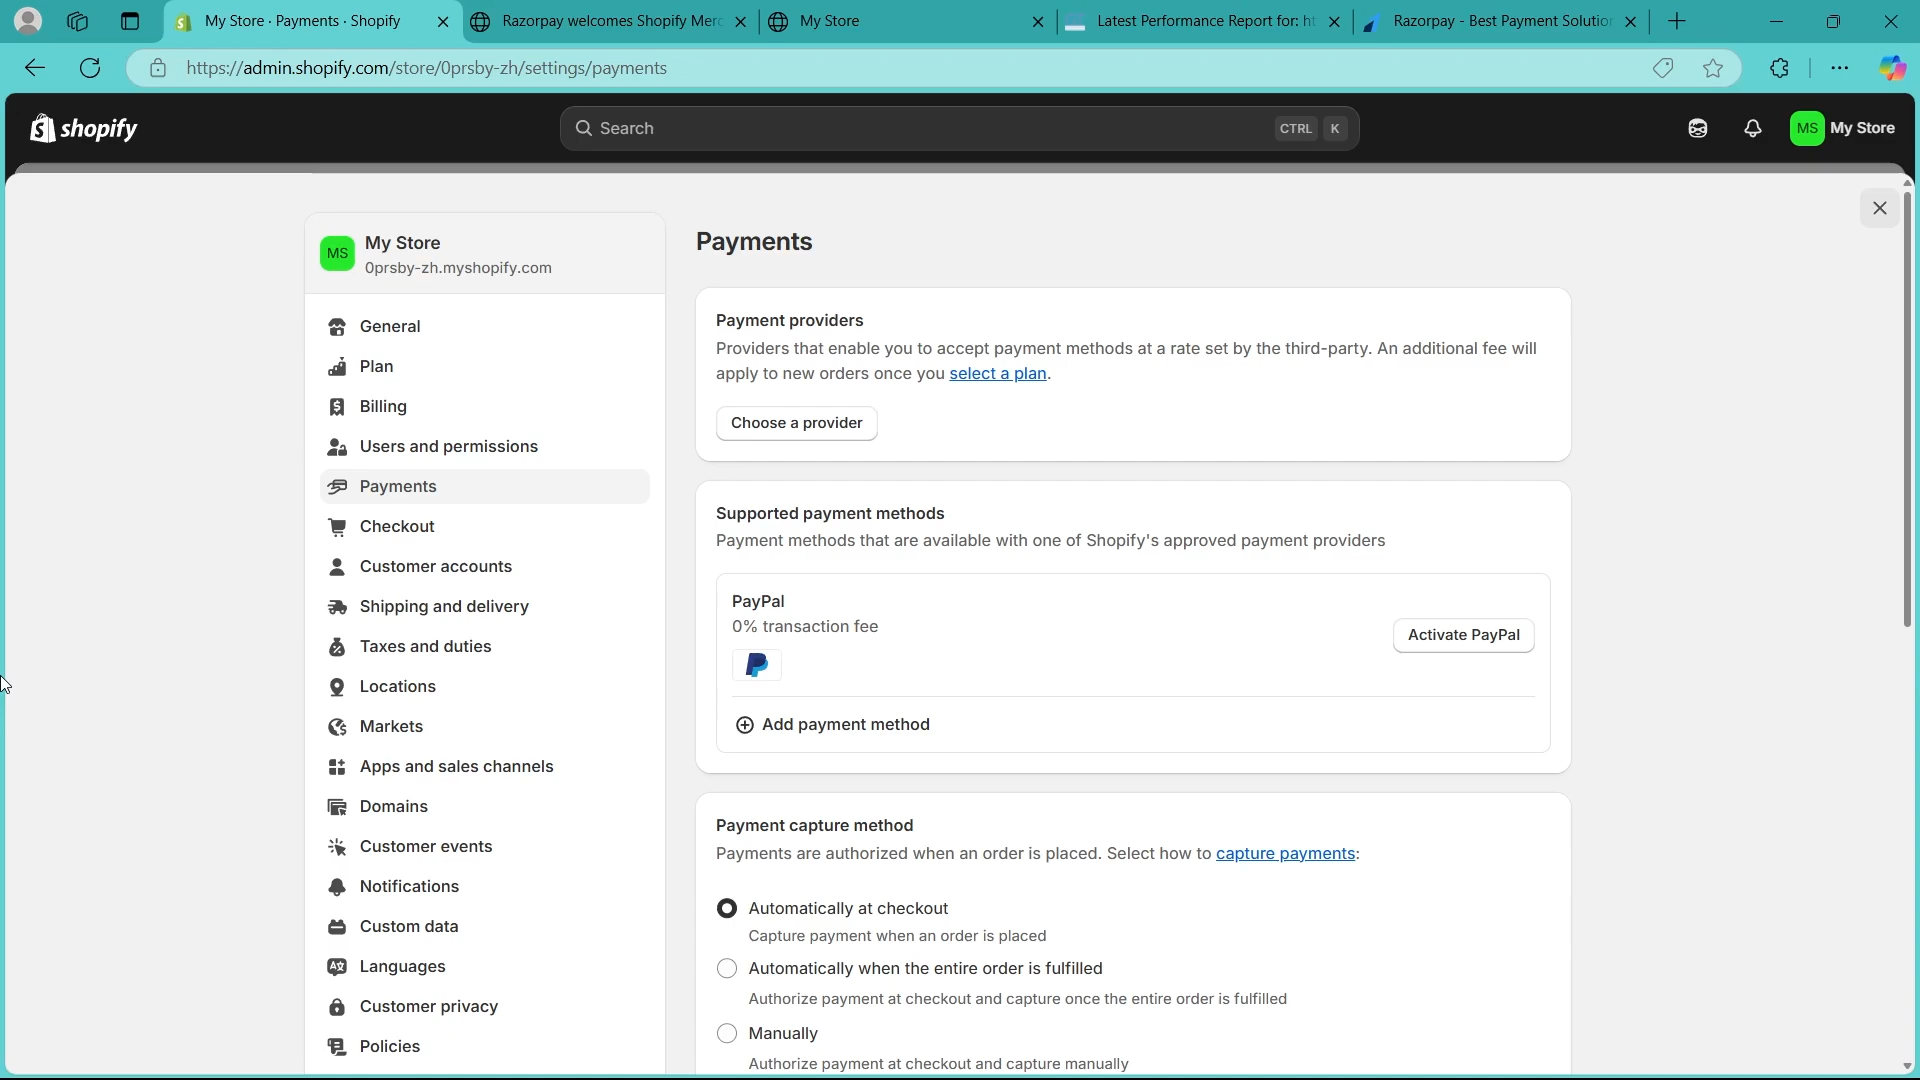 My Store · Payments · Shopify
Razorpay welcomes Shopify Merc
My Store
Latest Performance Report for: ht
Razorpay - Best Payment Solution
https://admin.shopify.com/store/0prsby-zh/settings/payments
shopify
Search
CTRL K
MS My Store
MS
My Store
0prsby-zh.myshopify.com
General
Plan
Billing
Users and permissions
Payments
Checkout
Customer accounts
Shipping and delivery
Taxes and duties
Locations
Markets
Apps and sales channels
Domains
Customer events
Notifications
Custom data
Languages
Customer privacy
Policies
Payments
Payment providers
Providers that enable you to accept payment methods at a rate set by the third-party. An additional fee will
apply to new orders once you select a plan.
Choose a provider
Supported payment methods
Payment methods that are available with one of Shopify's approved payment providers
PayPal
0% transaction fee
Activate PayPal
Add payment method
Payment capture method
Payments are authorized when an order is placed. Select how to capture payments:
Automatically at checkout
Capture payment when an order is placed
Automatically when the entire order is fulfilled
Authorize payment at checkout and capture once the entire order is fulfilled
Manually
Authorize payment at checkout and capture manually